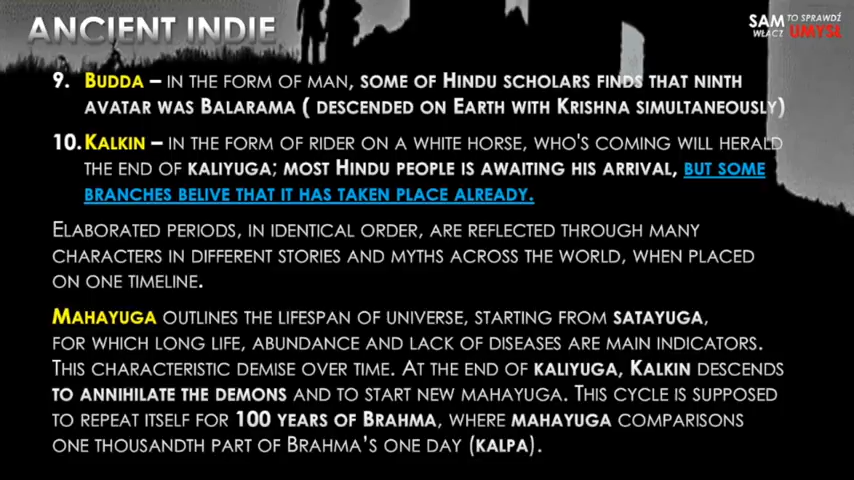 ANCIENT INDIE
SAM TO SPRAWDŹ
WŁĄCZ UMYSŁ
9. BUDDA – IN THE FORM OF MAN, SOME OF HINDU SCHOLARS FINDS THAT NINTH
AVATAR WAS BALARAMA ( DESCENDED ON EARTH WITH KRISHNA SIMULTANEOUSLY)
10. KALKIN – IN THE FORM OF RIDER ON A WHITE HORSE, WHO'S COMING WILL HERALD
THE END OF KALIYUGA; MOST HINDU PEOPLE IS AWAITING HIS ARRIVAL, BUT SOME
BRANCHES BELIVE THAT IT HAS TAKEN PLACE ALREADY.
ELABORATED PERIODS, IN IDENTICAL ORDER, ARE REFLECTED THROUGH MANY
CHARACTERS IN DIFFERENT STORIES AND MYTHS ACROSS THE WORLD, WHEN PLACED
ON ONE TIMELINE.
MAHAYUGA OUTLINES THE LIFESPAN OF UNIVERSE, STARTING FROM SATAYUGA,
FOR WHICH LONG LIFE, ABUNDANCE AND LACK OF DISEASES ARE MAIN INDICATORS.
THIS CHARACTERISTIC DEMISE OVER TIME. AT THE END OF KALIYUGA, KALKIN DESCENDS
TO ANNIHILATE THE DEMONS AND TO START NEW MAHAYUGA. THIS CYCLE IS SUPPOSED
TO REPEAT ITSELF FOR 100 YEARS OF BRAHMA, WHERE MAHAYUGA COMPARISONS
ONE THOUSANDTH PART OF BRAHMA'S ONE DAY (KALPA).